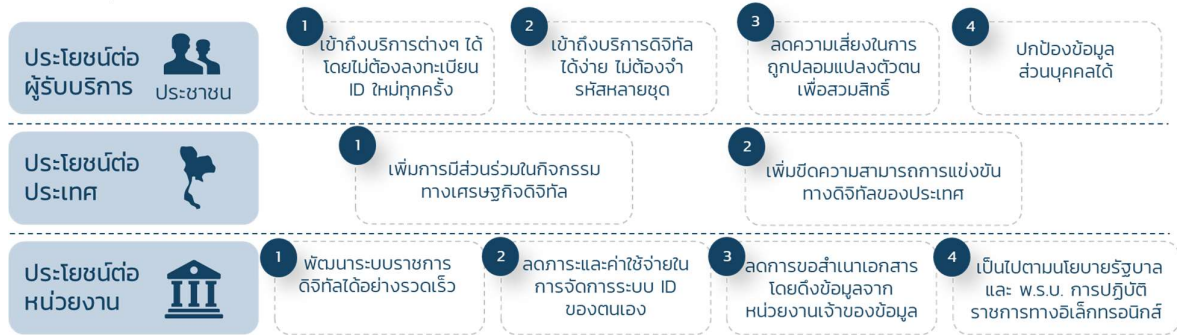 ประโยชน์ต่อ
ผู้รับบริการ
ประชาชน
1
เข้าถึงบริการต่างๆ ได้
โดยไม่ต้องลงทะเบียน
ID ใหม่ทุกครั้ง
2
เข้าถึงบริการดิจิทัล
ได้ง่าย ไม่ต้องจำ
รหัสหลายชุด
3
ลดความเสี่ยงในการ
ถูกปลอมแปลงตัวตน
เพื่อสวมสิทธิ์
4
ปกป้องข้อมูล
ส่วนบุคคลได้
ประโยชน์ต่อ
ประเทศ
1
เพิ่มการมีส่วนร่วมในกิจกรรม
ทางเศรษฐกิจดิจิทัล
2
เพิ่มขีดความสามารถการแข่งขัน
ทางดิจิทัลของประเทศ
ประโยชน์ต่อ
หน่วยงาน
1
พัฒนาระบบราชการ
ดิจิทัลได้อย่างรวดเร็ว
2
ลดภาระและค่าใช้จ่ายใน
การจัดการระบบ ID
ของตนเอง
3
ลดการขอสำเนาเอกสาร
โดยดึงข้อมูลจาก
หน่วยงานเจ้าของข้อมูล
4
เป็นไปตามนโยบายรัฐบาล
และ พ.ร.บ. การปฏิบัติ
ราชการทางอิเล็กทรอนิกส์